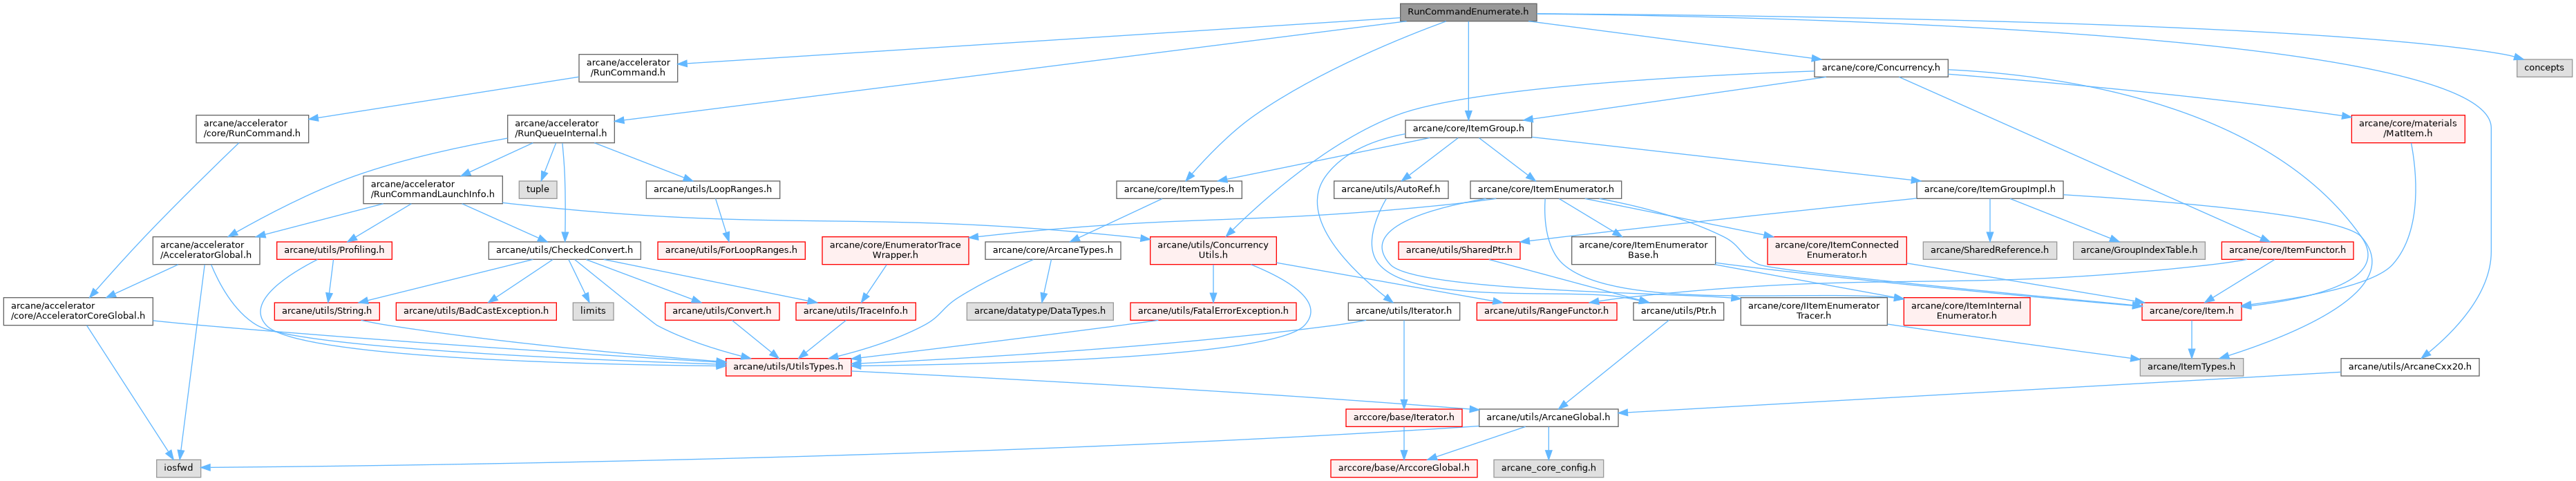 RunCommandEnumerate.h
arcane/accelerator
/RunCommand.h
arcane/core/Concurrency.h
concepts
arcane/accelerator
/core/RunCommand.h
arcane/accelerator
/RunQueueInternal.h
arcane/core/ItemGroup.h
arcane/core/materials
/MatItem.h
arcane/accelerator
/RunCommandLaunchInfo.h
tuple
arcane/utils/LoopRanges.h
arcane/core/ItemTypes.h
arcane/utils/AutoRef.h
arcane/core/ItemEnumerator.h
arcane/core/ItemGroupImpl.h
arcane/accelerator
/AcceleratorGlobal.h
arcane/utils/Profiling.h
arcane/utils/CheckedConvert.h
arcane/utils/ForLoopRanges.h
arcane/core/EnumeratorTrace
Wrapper.h
arcane/core/ArcaneTypes.h
arcane/utils/Concurrency
Utils.h
arcane/utils/SharedPtr.h
arcane/core/ItemEnumerator
Base.h
arcane/core/ItemConnected
Enumerator.h
arcane/SharedReference.h
arcane/GroupIndexTable.h
arcane/core/ItemFunctor.h
arcane/accelerator
/core/AcceleratorCoreGlobal.h
arcane/utils/String.h
arcane/utils/BadCastException.h
limits
arcane/utils/Convert.h
arcane/utils/TraceInfo.h
arcane/datatype/DataTypes.h
arcane/utils/FatalErrorException.h
arcane/utils/Iterator.h
arcane/utils/RangeFunctor.h
arcane/utils/Ptr.h
arcane/core/IItemEnumerator
Tracer.h
arcane/core/ItemInternal
Enumerator.h
arcane/core/Item.h
arcane/utils/UtilsTypes.h
arcane/ItemTypes.h
arcane/utils/ArcaneCxx20.h
arccore/base/Iterator.h
arcane/utils/ArcaneGlobal.h
iosfwd
arccore/base/ArccoreGlobal.h
arcane_core_config.h